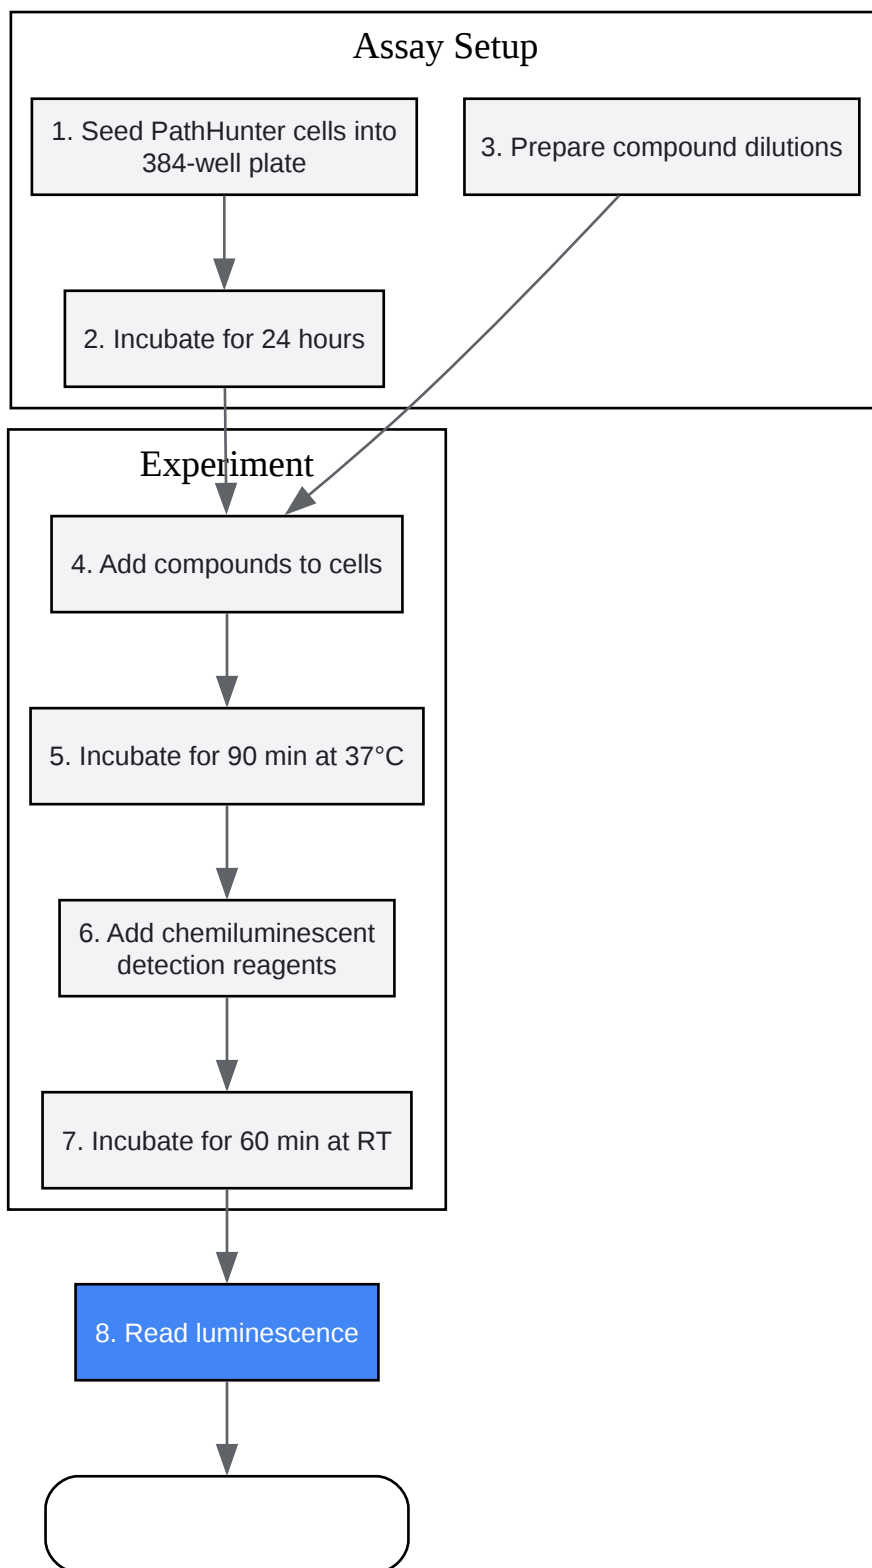 Assay Setup
1. Seed PathHunter cells into
384-well plate
3. Prepare compound dilutions
2. Incubate for 24 hours
Experiment
4. Add compounds to cells
5. Incubate for 90 min at 37°C
6. Add chemiluminescent
detection reagents
7. Incubate for 60 min at RT
8. Read luminescence